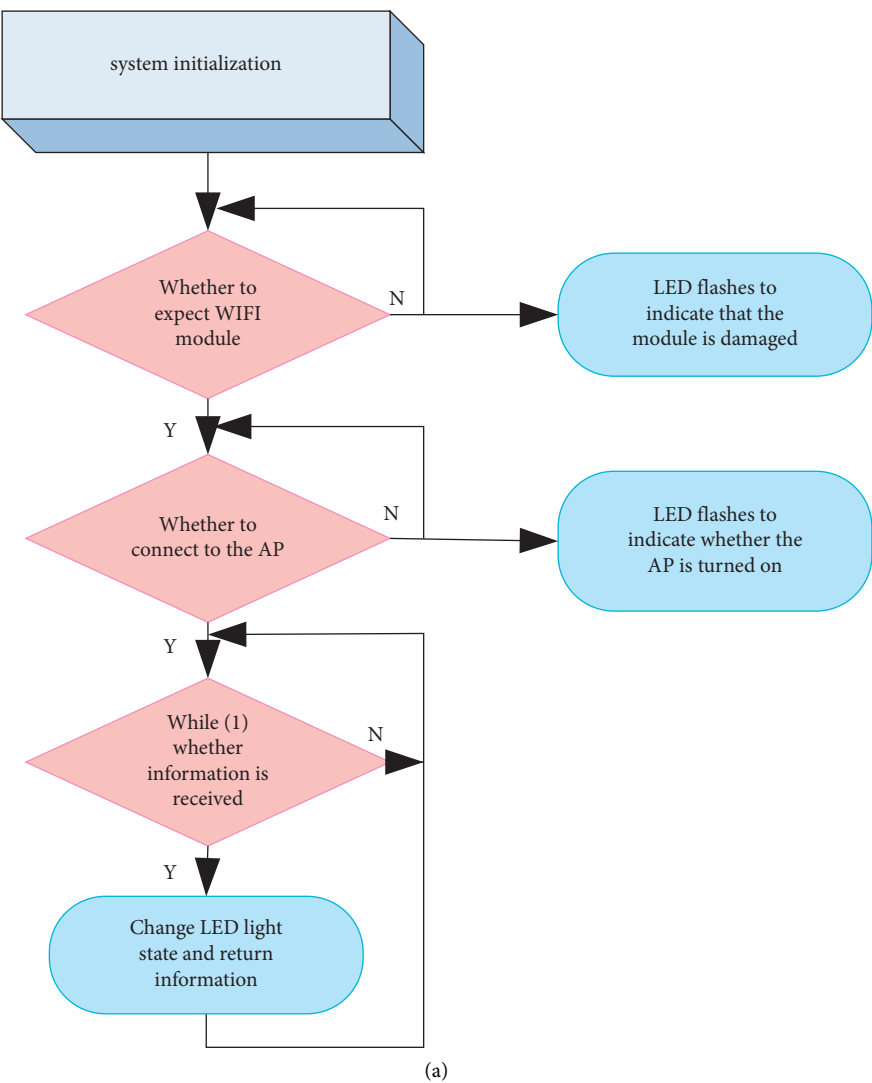 system initialization
Whether to
expect WIFI
module
N
LED flashes to
indicate that the
module is damaged
Y
Whether to
connect to the AP
N
LED flashes to
indicate whether the
AP is turned on
Y
While (1)
whether
information is
received
N
Y
Change LED light
state and return
information
(a)